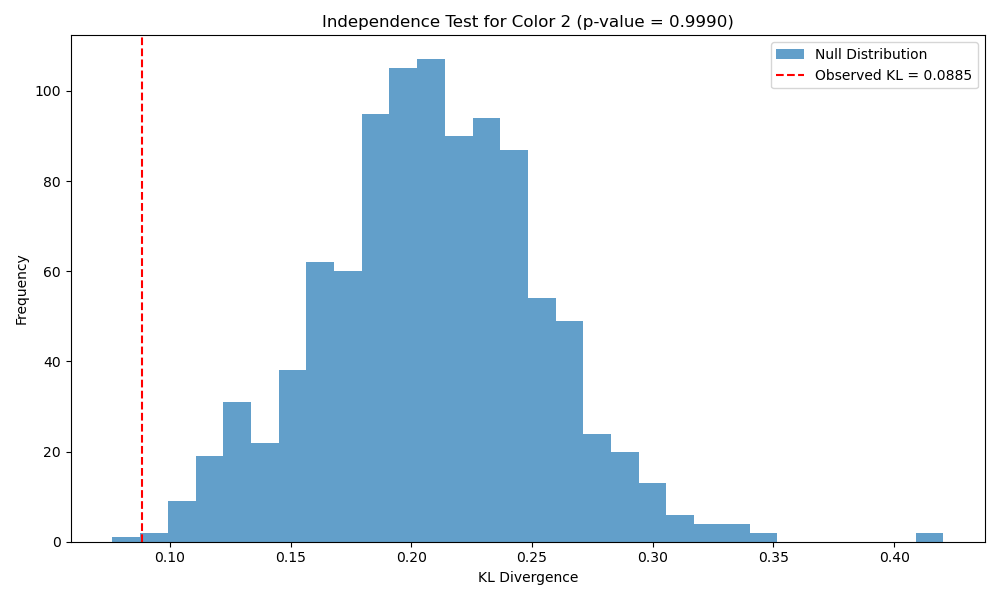 Independence Test for Color 2 (p-value = 0.9990)
Null Distribution
Observed KL = 0.0885
Frequency
100
80
60
40
20
0
0.10 0.15 0.20 0.25 0.30 0.35 0.40
KL Divergence